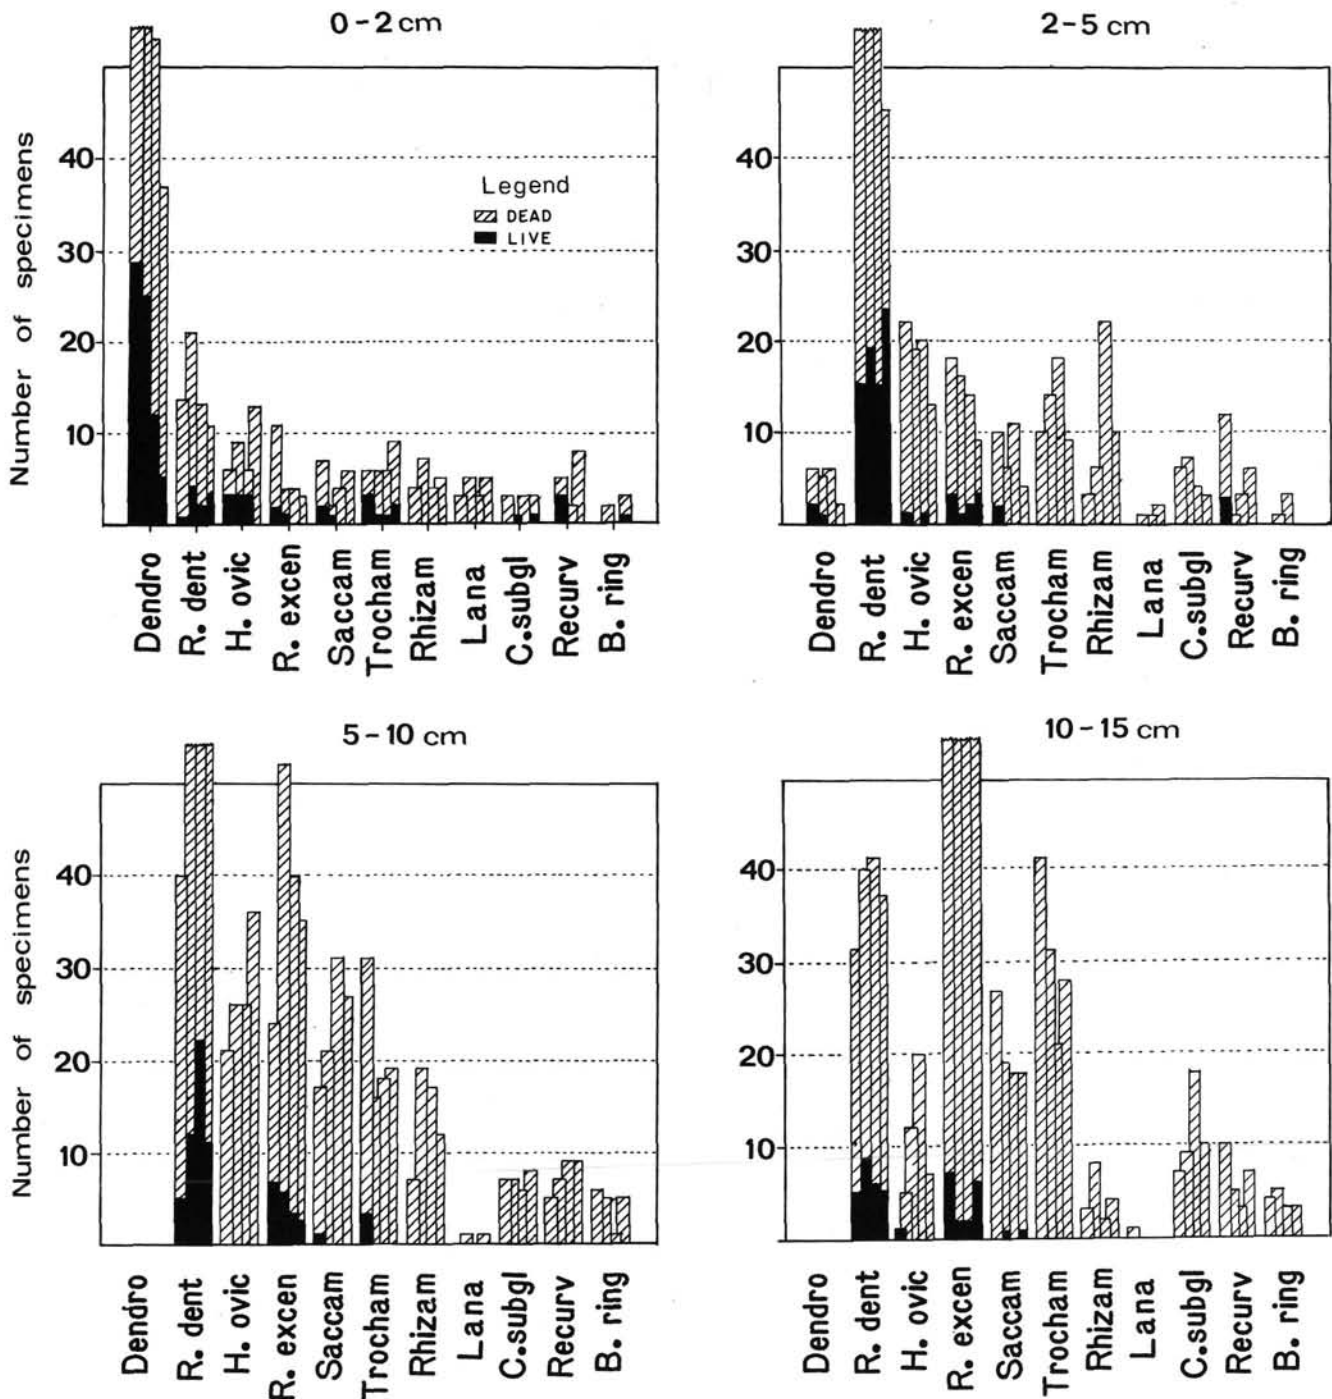 0-2 cm
Number of specimens
40
30
20
10
Legend
DEAD
LIVE
Dendro
R. dent
H. ovic
R. excen
Saccam
Trocham
Rhizam
Lana
C.subgl
Recurv
B. ring
2-5 cm
40
30
20
10
Dendro
R. dent
H. ovic
R. excen
Saccam
Trocham
Rhizam
Lana
C.subgl
Recurv
B. ring
5-10 cm
Number of specimens
40
30
20
10
Dendro
R. dent
H. ovic
R. excen
Saccam
Trocham
Rhizam
Lana
C.subgl
Recurv
B. ring
10-15 cm
40
30
20
10
Dendro
R. dent
H. ovic
R. excen
Saccam
Trocham
Rhizam
Lana
C.subgl
Recurv
B. ring